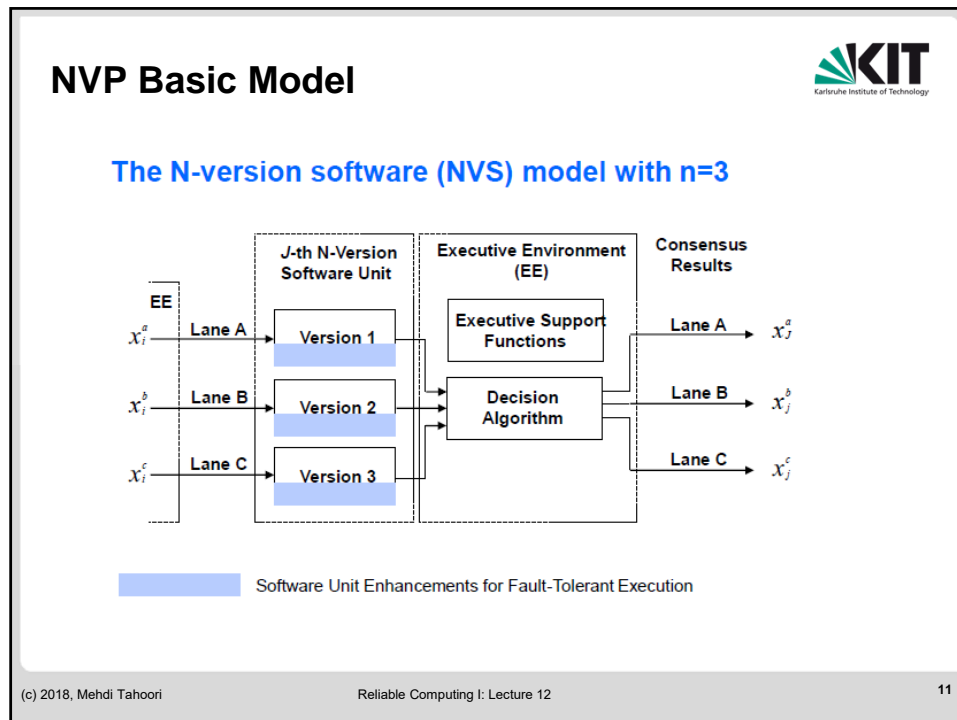 NVP Basic Model
KIT
Karlsruhe Institute of Technology
The N-version software (NVS) model with n=3
J-th N-Version
Software Unit
Executive Environment
(EE)
Consensus
Results
EE
x_i^a
Lane A
Version 1
Executive Support
Functions
Lane A
x_J^a
x_i^b
Lane B
Version 2
Decision
Algorithm
Lane B
x_j^b
x_i^c
Lane C
Version 3
Lane C
x_j^c
Software Unit Enhancements for Fault-Tolerant Execution
(c) 2018, Mehdi Tahoori
Reliable Computing I: Lecture 12
11